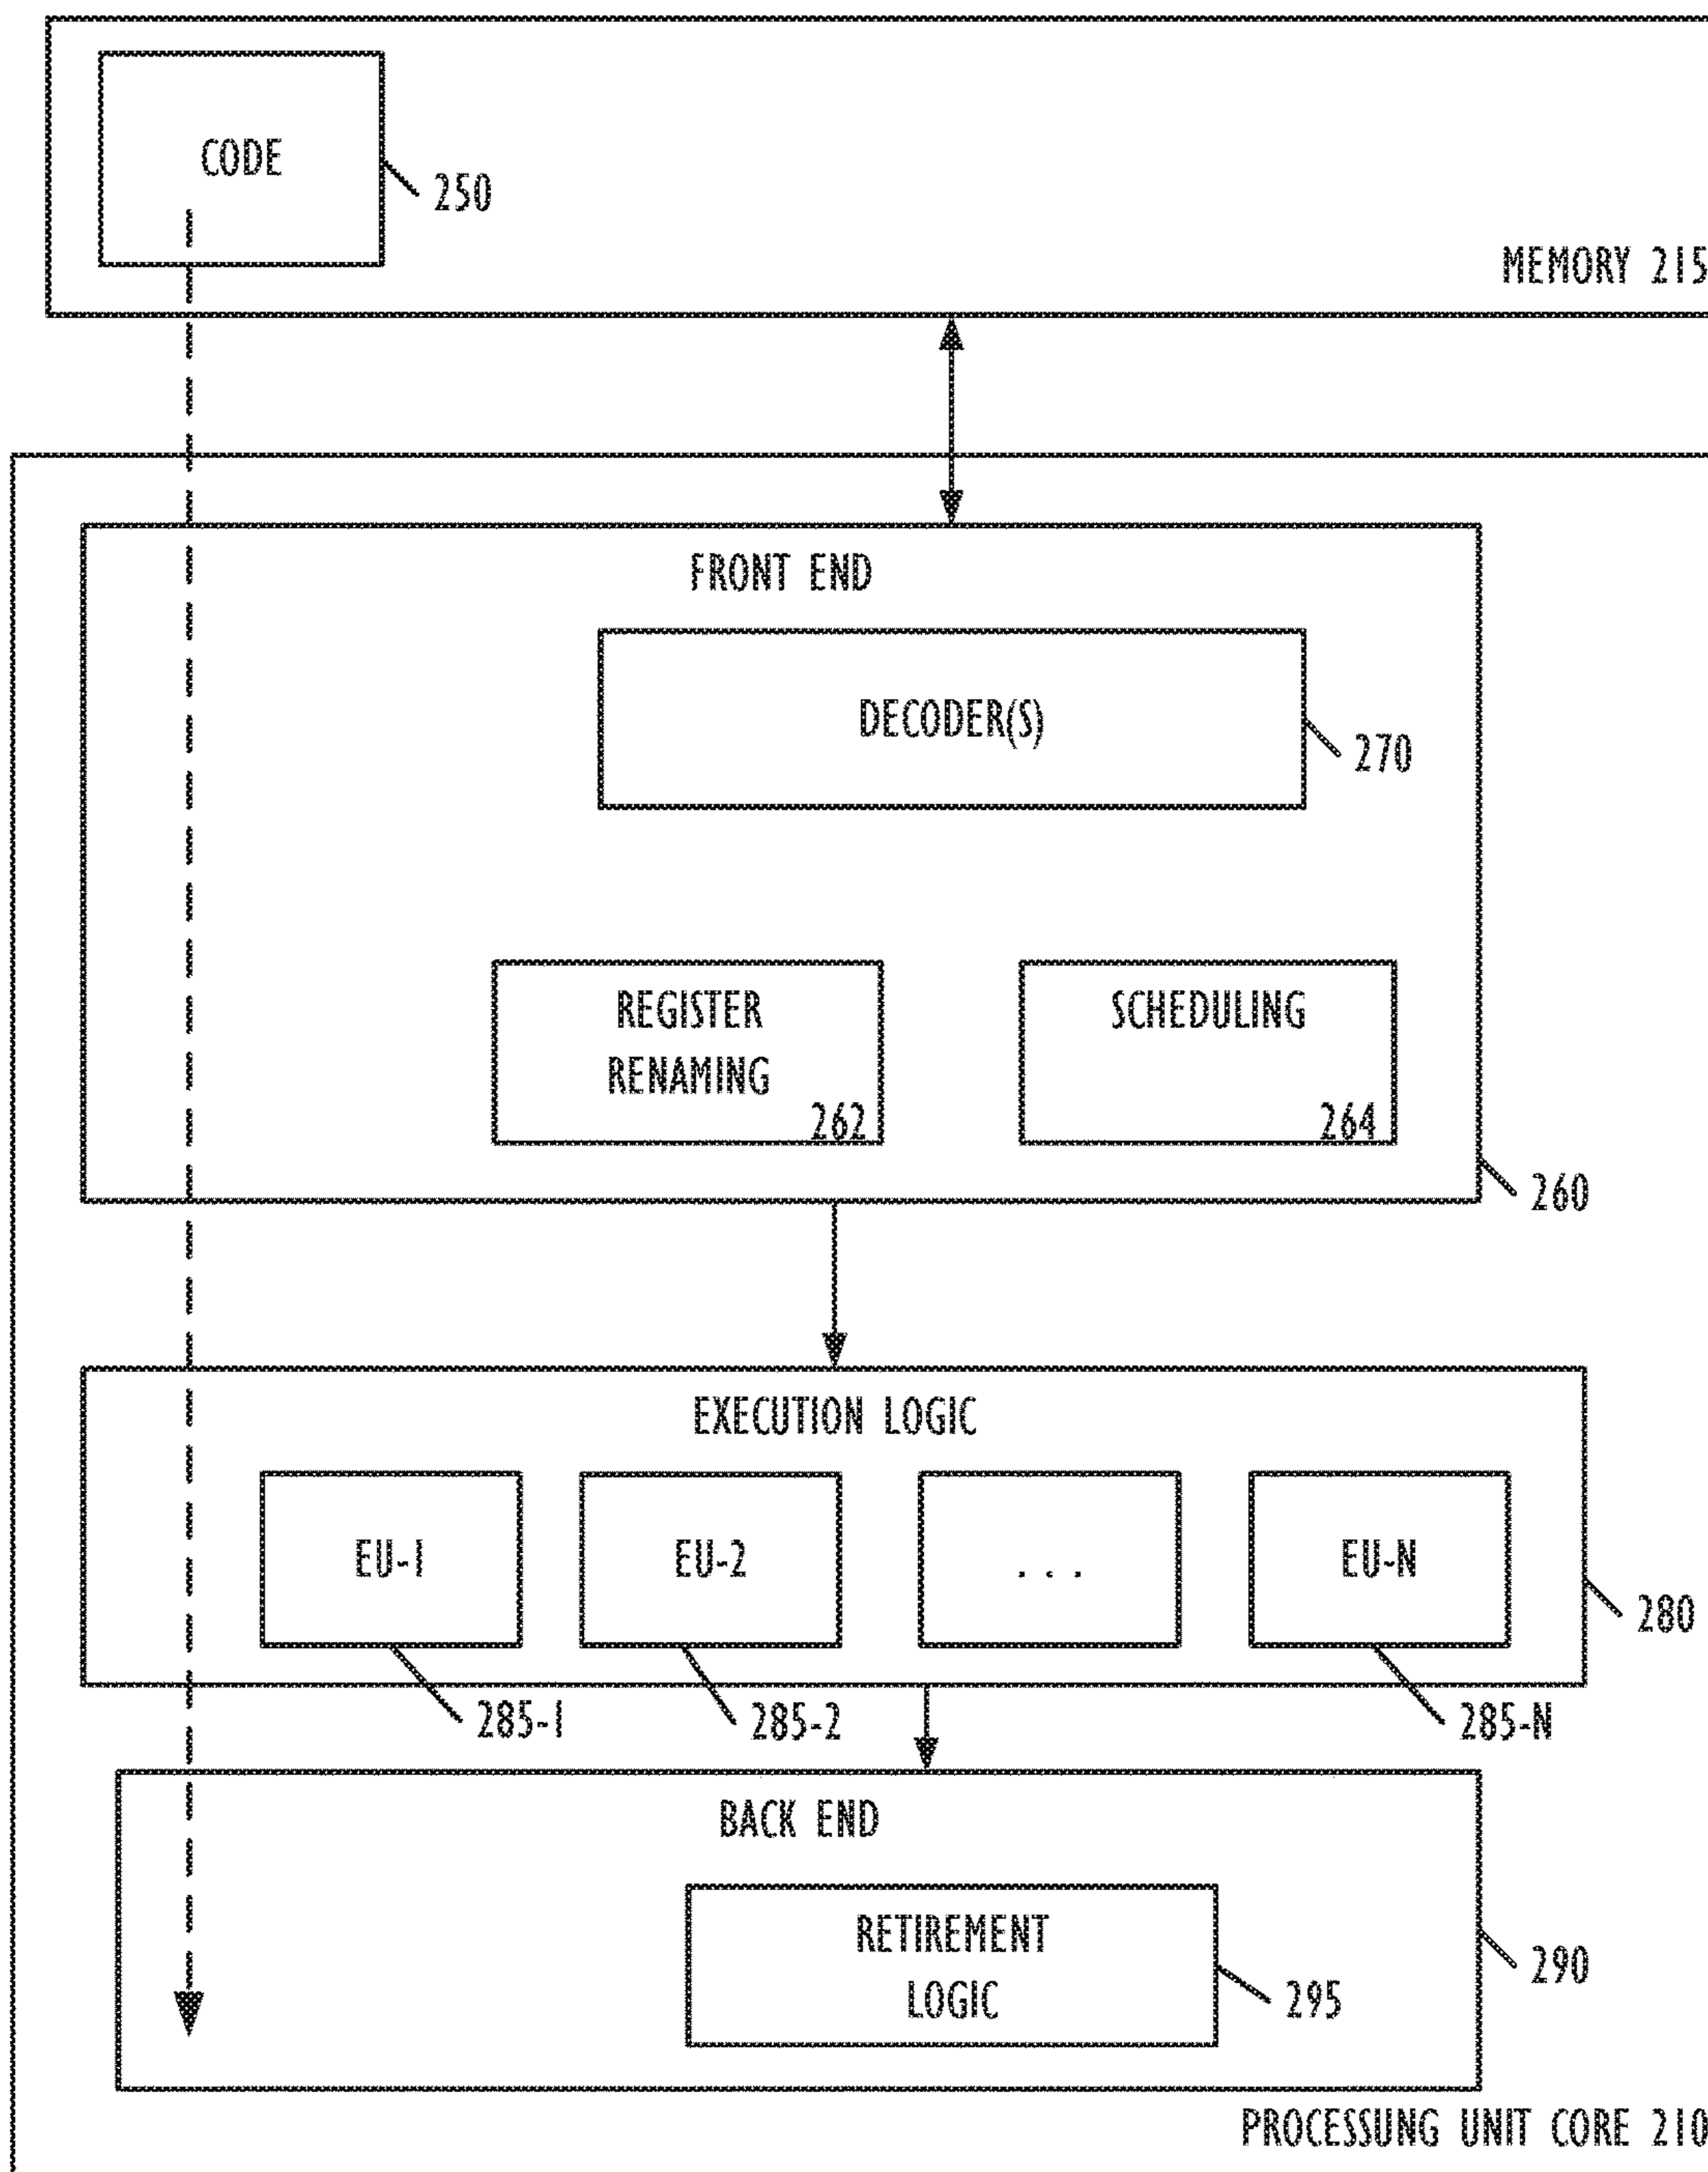 CODE
250
MEMORY 215
FRONT END
DECODER(S)
270
REGISTER
RENAMING
262
SCHEDULING
264
260
EXECUTION LOGIC
EU-1
EU-2
...
EU-N
280
285-1
285-2
285-N
BACK END
RETIREMENT
LOGIC
295
290
PROCESSUNG UNIT CORE 210